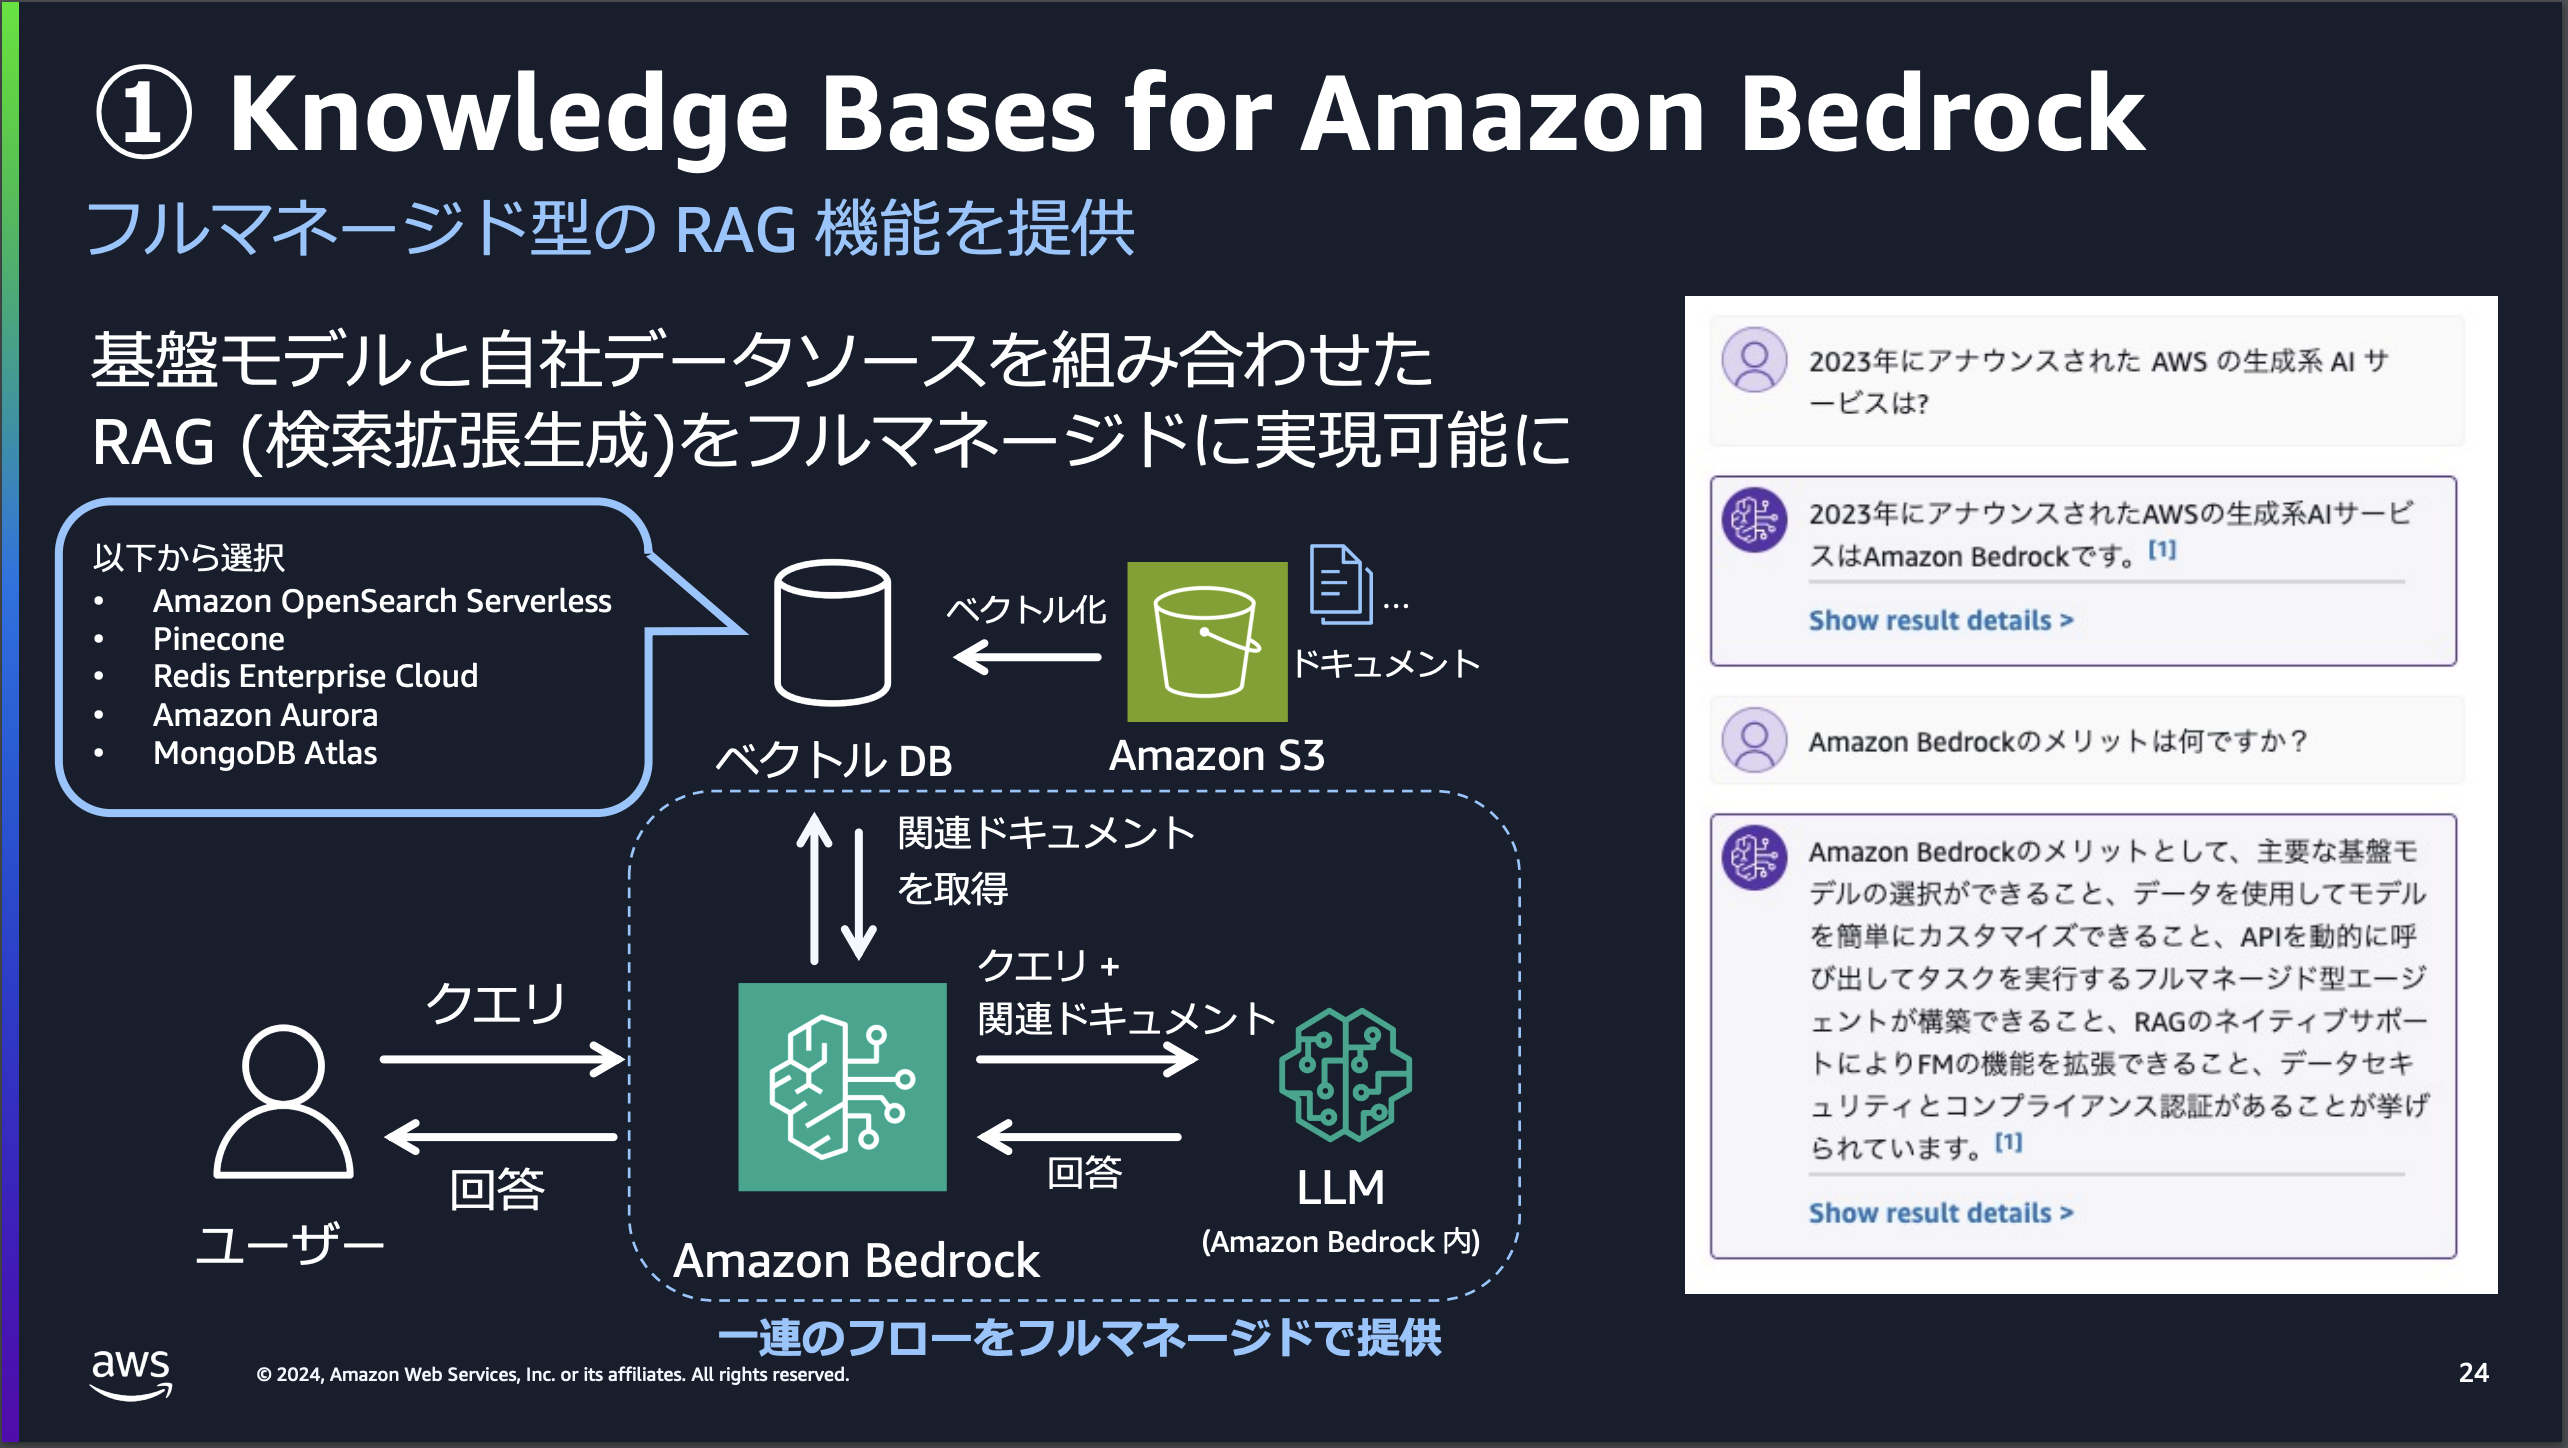 ① Knowledge Bases for Amazon Bedrock
フルマネージド型の RAG 機能を提供
基盤モデルと自社データソースを組み合わせた
RAG (検索拡張生成)をフルマネージドに実現可能に
以下から選択
• Amazon OpenSearch Serverless
• Pinecone
• Redis Enterprise Cloud
• Amazon Aurora
• MongoDB Atlas
ベクトル DB
ベクトル化
Amazon S3
...
ドキュメント
関連ドキュメント
を取得
クエリ +
関連ドキュメント
クエリ
回答
ユーザー
回答
Amazon Bedrock
LLM
(Amazon Bedrock 内)
一連のフローをフルマネージドで提供
2023年にアナウンスされた AWS の生成系 AI サ
ービスは?
2023年にアナウンスされたAWSの生成系AIサービ
スはAmazon Bedrockです。[1]
Show result details >
Amazon Bedrockのメリットは何ですか？
Amazon Bedrockのメリットとして、主要な基盤モ
デルの選択ができること、データを使用してモデル
を簡単にカスタマイズできること、APIを動的に呼
び出してタスクを実行するフルマネージド型エージ
ェントが構築できること、RAGのネイティブサポー
トによりFMの機能を拡張できること、データセキ
ュリティとコンプライアンス認証があることが挙げ
られています。[1]
Show result details >
aws
© 2024, Amazon Web Services, Inc. or its affiliates. All rights reserved.
24